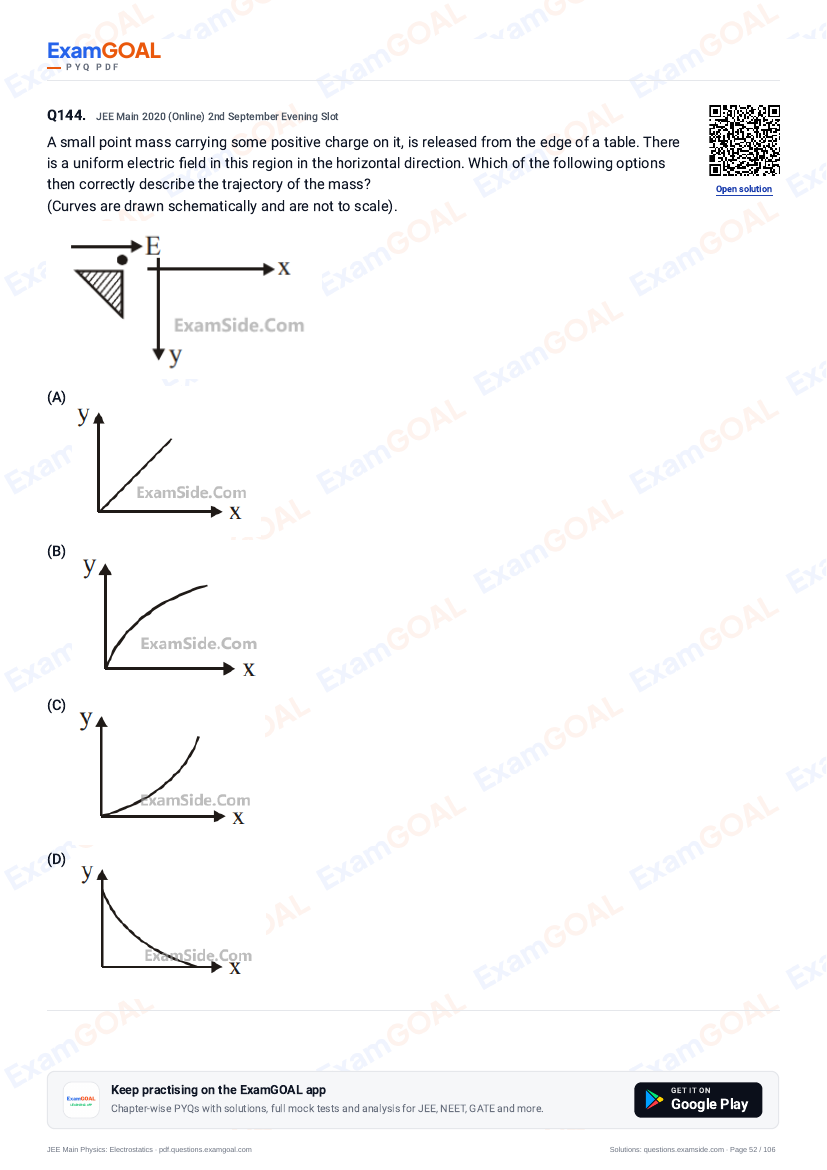 ExamGOAL
PYQ PDF
Q144. JEE Main 2020 (Online) 2nd September Evening Slot
A small point mass carrying some positive charge on it, is released from the edge of a table. There
is a uniform electric field in this region in the horizontal direction. Which of the following options
then correctly describe the trajectory of the mass?
(Curves are drawn schematically and are not to scale).
Open solution
E
x
ExamSide.Com
y
(A)
y
ExamSide.Com
x
(B)
y
ExamSide.Com
x
(C)
y
ExamSide.Com
x
(D)
y
ExamSide.Com
x
Keep practising on the ExamGOAL app
Chapter-wise PYQs with solutions, full mock tests and analysis for JEE, NEET, GATE and more.
GET IT ON
Google Play
JEE Main Physics: Electrostatics · pdf.questions.examgoal.com
Solutions: questions.examside.com · Page 52 / 106